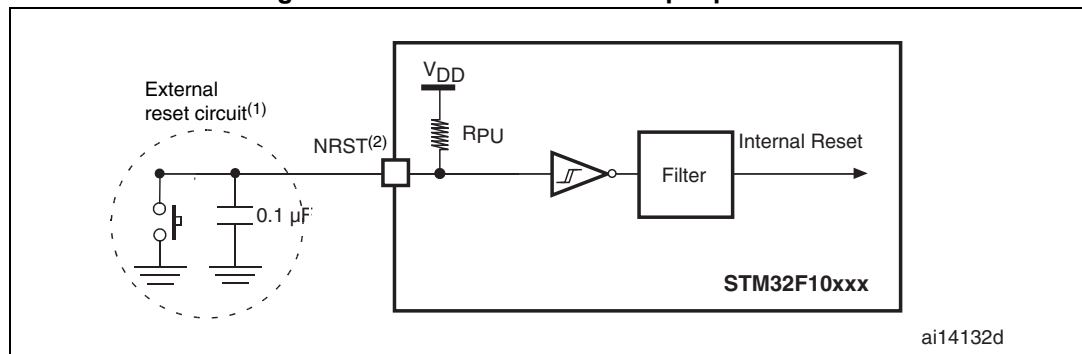 External
reset circuit(1)
VDD
RPU
NRST(2)
Internal Reset
Filter
0.1 µF
STM32F10xxx
ai14132d